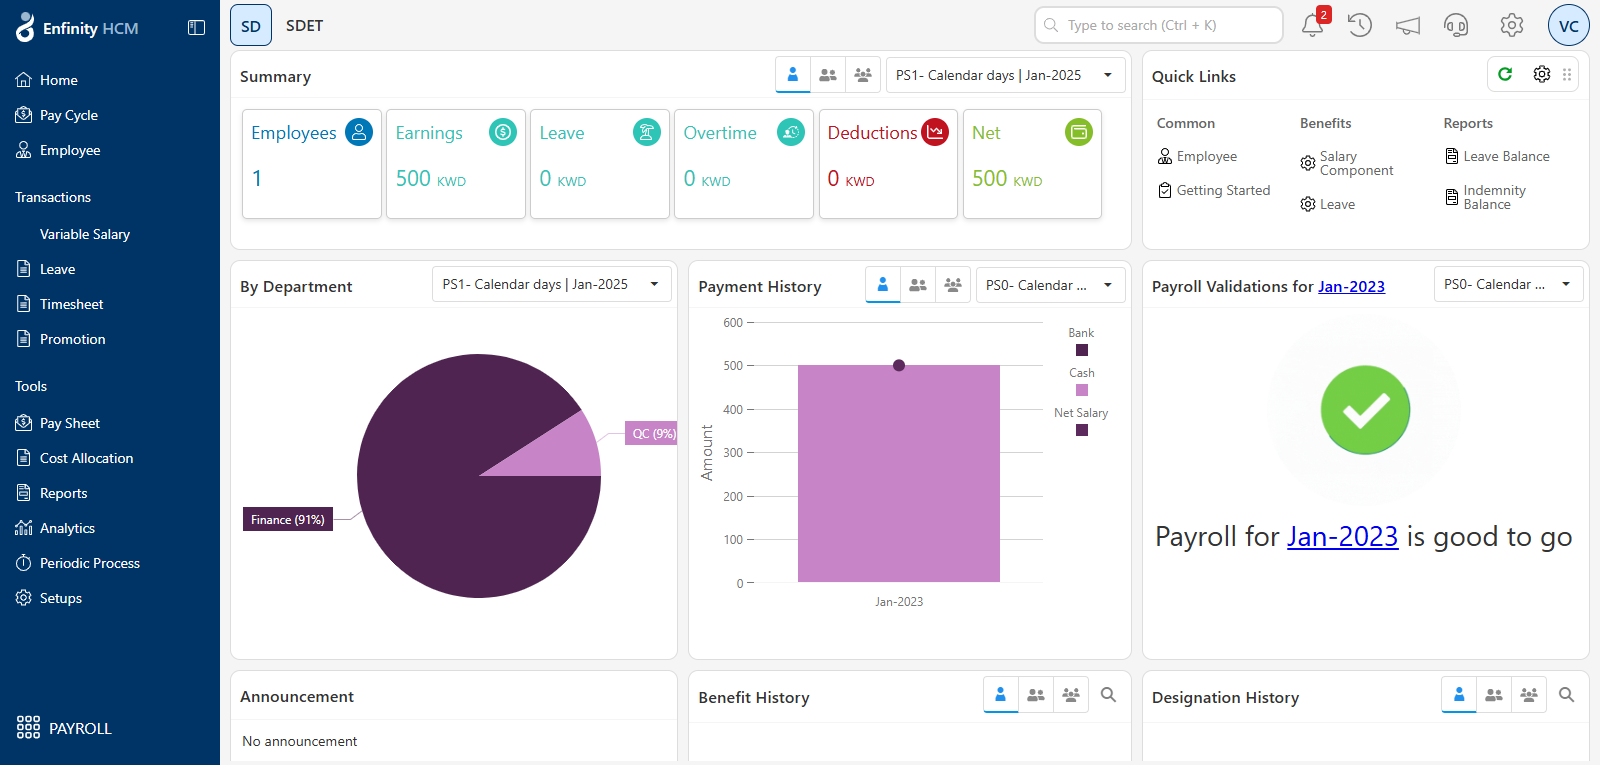 Enfinity HCM
SD
SDET
Type to search (Ctrl + K)
2
VC
Home
Pay Cycle
Employee
Transactions
Variable Salary
Leave
Timesheet
Promotion
Tools
Pay Sheet
Cost Allocation
Reports
Analytics
Periodic Process
Setups
PAYROLL
Summary
PS1- Calendar days | Jan-2025
Employees
1
Earnings
500 KWD
Leave
0 KWD
Overtime
0 KWD
Deductions
0 KWD
Net
500 KWD
Quick Links
Common
Employee
Getting Started
Benefits
Salary
Component
Leave
Reports
Leave Balance
Indemnity
Balance
By Department
PS1- Calendar days | Jan-2025
QC (9%)
Finance (91%)
Payment History
PS0- Calendar ...
600
500
400
300
200
100
0
Amount
Jan-2023
Bank
Cash
Net Salary
Payroll Validations for Jan-2023
PS0- Calendar ...
Payroll for Jan-2023 is good to go
Announcement
No announcement
Benefit History
Designation History